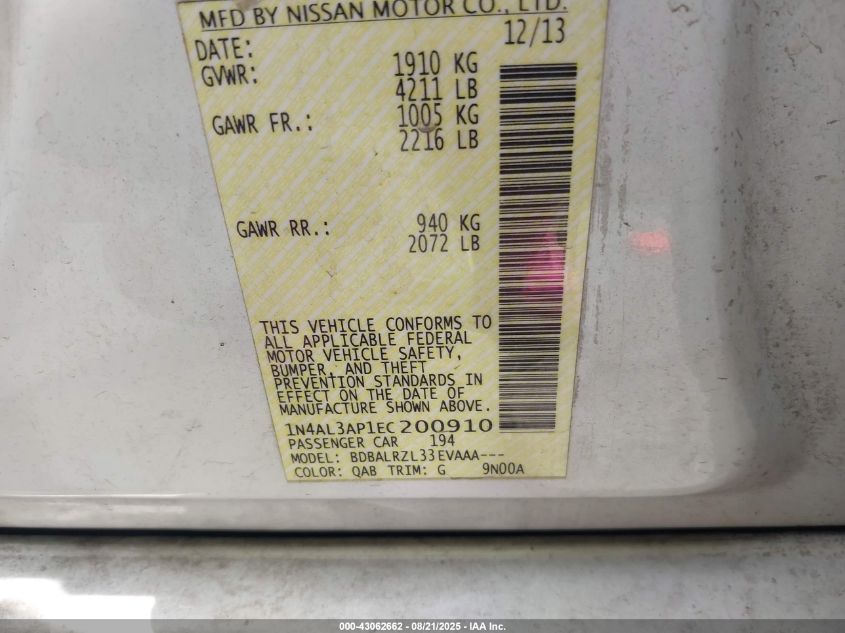 MFD BY NISSAN MOTOR CO., LTD.
DATE: 12/13
GVWR: 1910 KG
4211 LB
GAWR FR.: 1005 KG
2216 LB
GAWR RR.: 940 KG
2072 LB
THIS VEHICLE CONFORMS TO
ALL APPLICABLE FEDERAL
MOTOR VEHICLE SAFETY,
BUMPER, AND THEFT
PREVENTION STANDARDS IN
EFFECT ON THE DATE OF
MANUFACTURE SHOWN ABOVE.
1N4AL3AP1EC200910
PASSENGER CAR 194
MODEL: BDBALRZL33EVAAA---
COLOR: QAB TRIM: G 9N00A
000-43062662 - 08/21/2025 - IAA Inc.